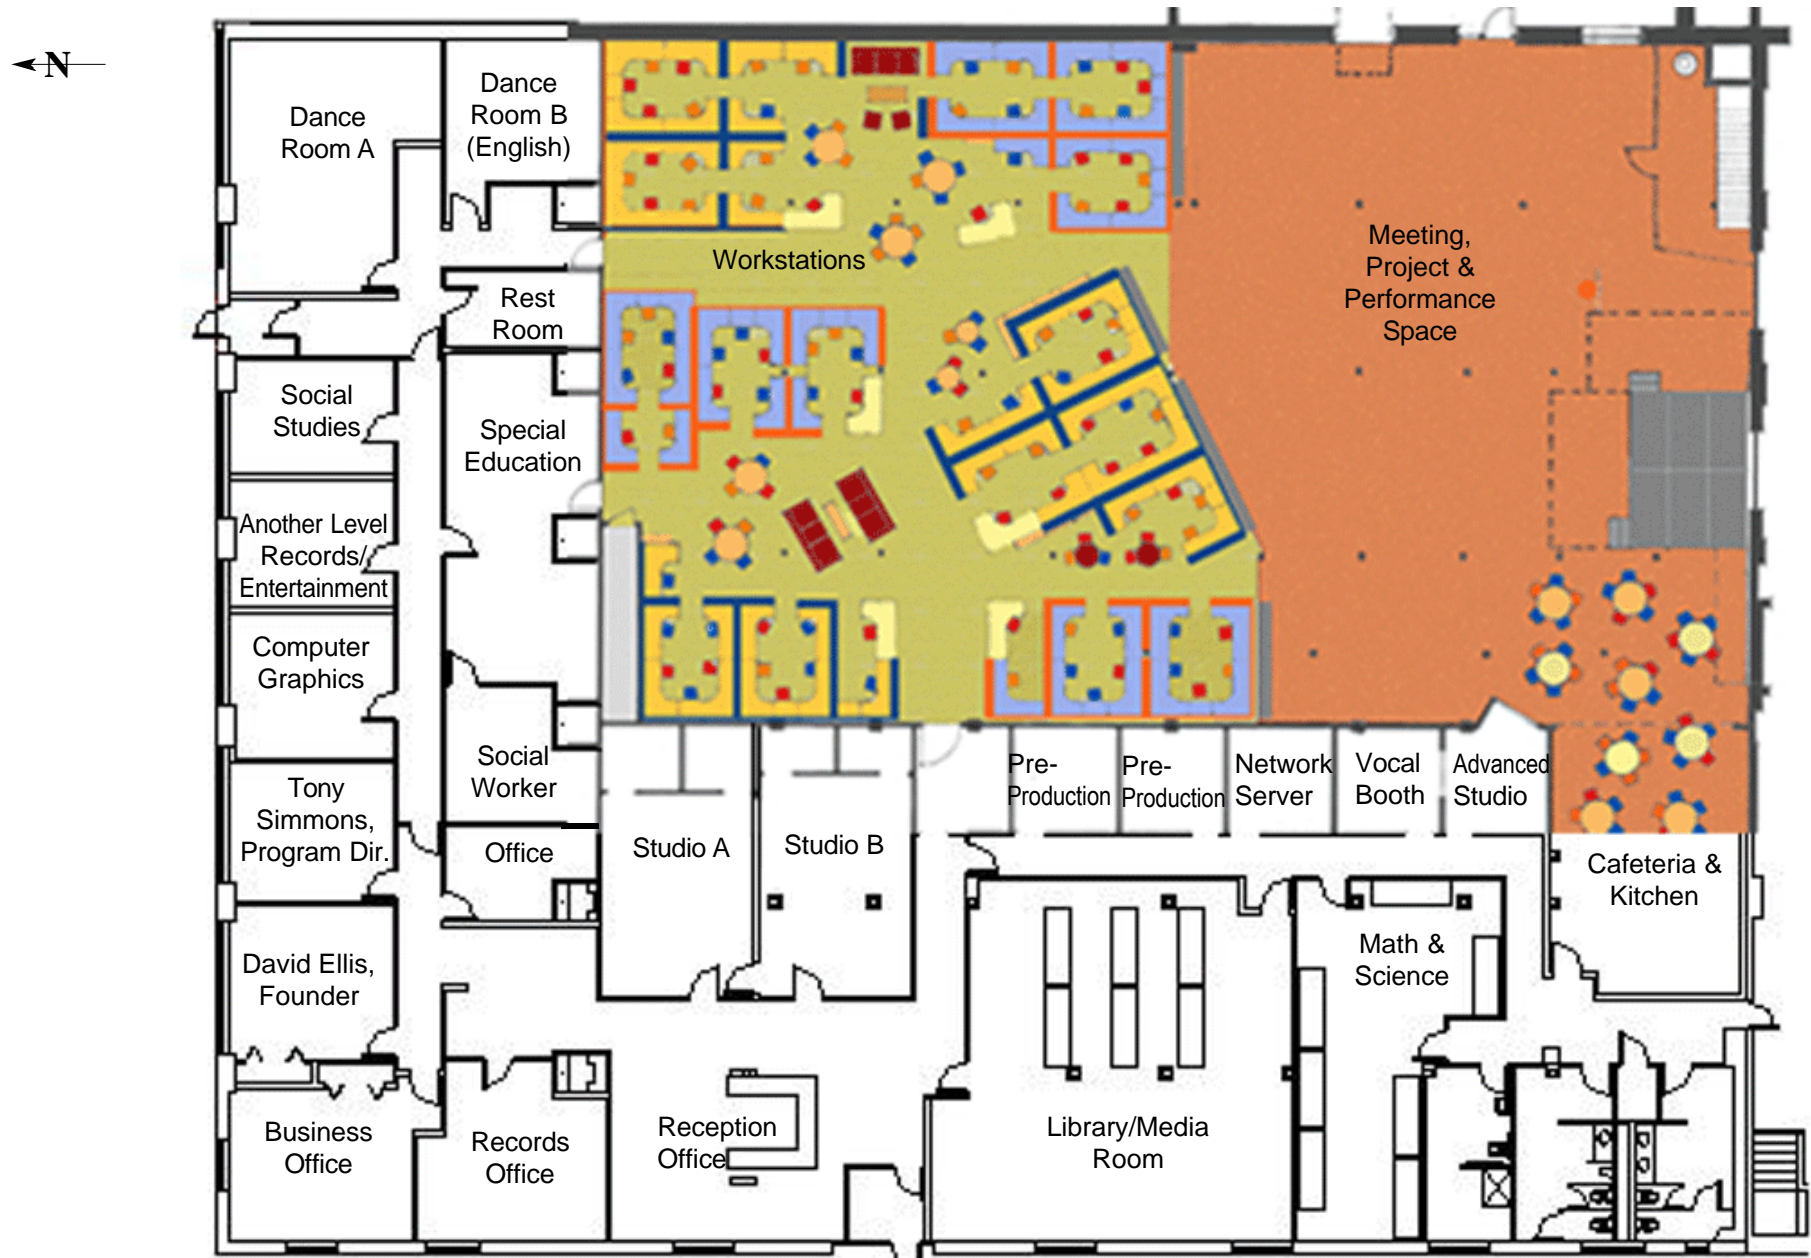 N
Dance
Room A
Dance
Room B
(English)
Workstations
Meeting,
Project &
Performance
Space
Rest
Room
Social
Studies
Special
Education
Another Level
Records/
Entertainment
Computer
Graphics
Social
Worker
Tony
Simmons,
Program Dir.
Office
Studio A
Studio B
Pre-
Production
Pre-
Production
Network
Server
Vocal
Booth
Advanced
Studio
Cafeteria &
Kitchen
David Ellis,
Founder
Math &
Science
Business
Office
Records
Office
Reception
Office
Library/Media
Room